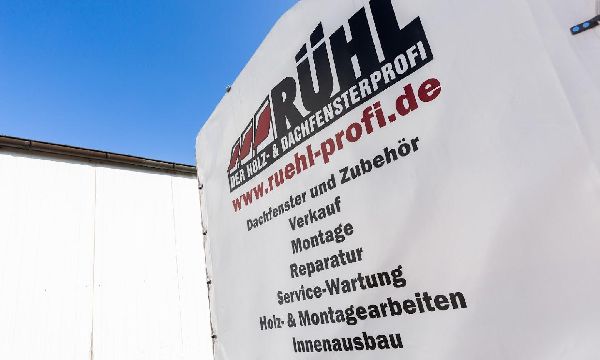 RÜHL
DER HOLZ- & DACHFENSTERPROFI
www.ruehl-profi.de
Dachfenster und Zubehör
Verkauf
Montage
Reparatur
Service-Wartung
Holz- & Montagearbeiten
Innenausbau